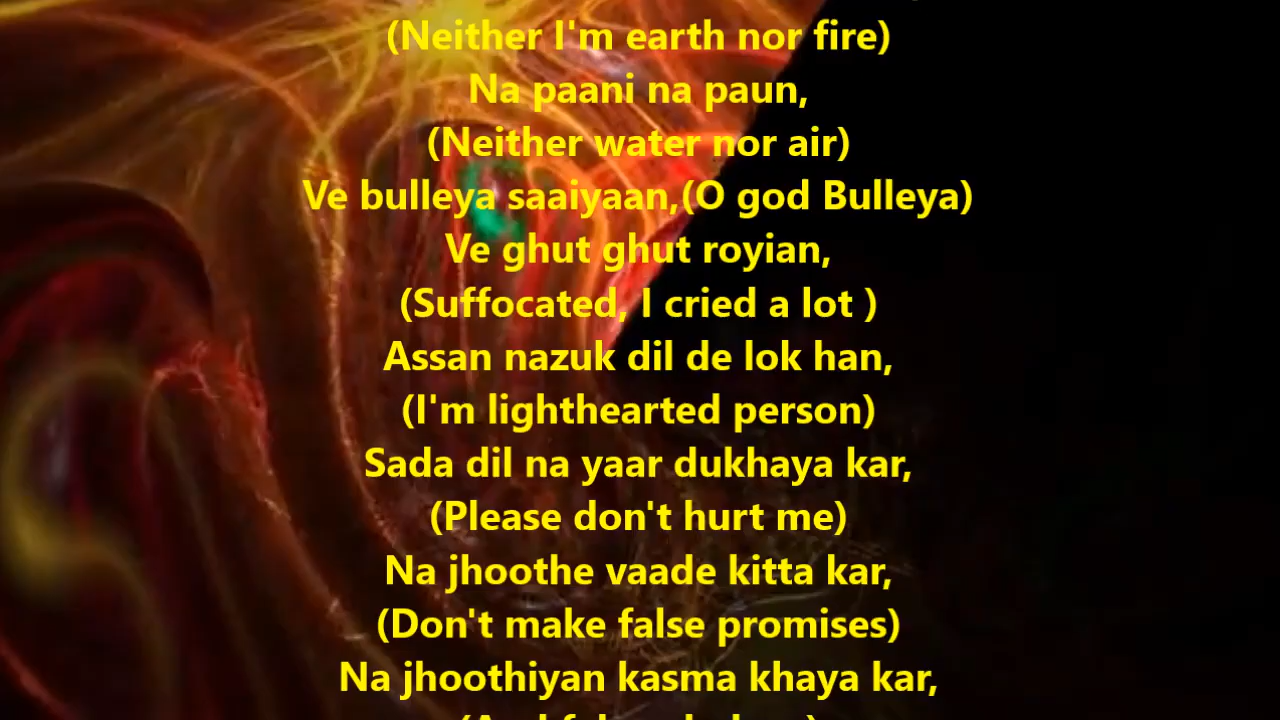 (Neither I'm earth nor fire)
Na paani na paun,
(Neither water nor air)
Ve bulleya saaiyaan,(O god Bulleya)
Ve ghut ghut royian,
(Suffocated, I cried a lot )
Assan nazuk dil de lok han,
(I'm lighthearted person)
Sada dil na yaar dukhaya kar,
(Please don't hurt me)
Na jhoothe vaade kitta kar,
(Don't make false promises)
Na jhoothiyan kasma khaya kar,